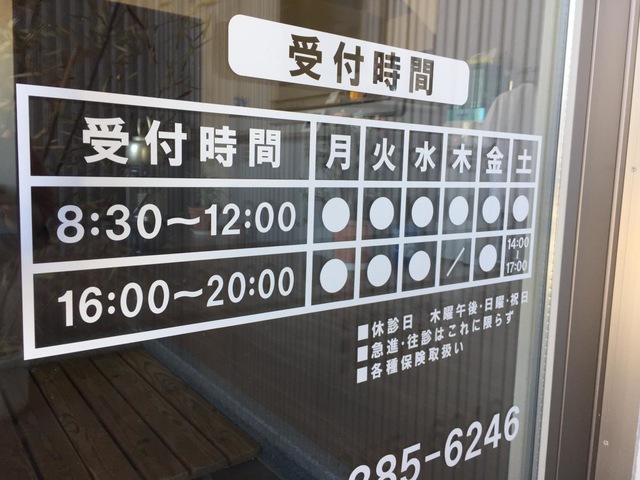 受付時間
受付時間 月 火 水 木 金 土
8:30〜12:00 ● ● ● ● ● ●
16:00〜20:00 ● ● ● / ● 14:00〜17:00
■休診日 木曜午後・日曜・祝日
■急進・往診はこれに限らず
■各種保険取扱い
285-6246